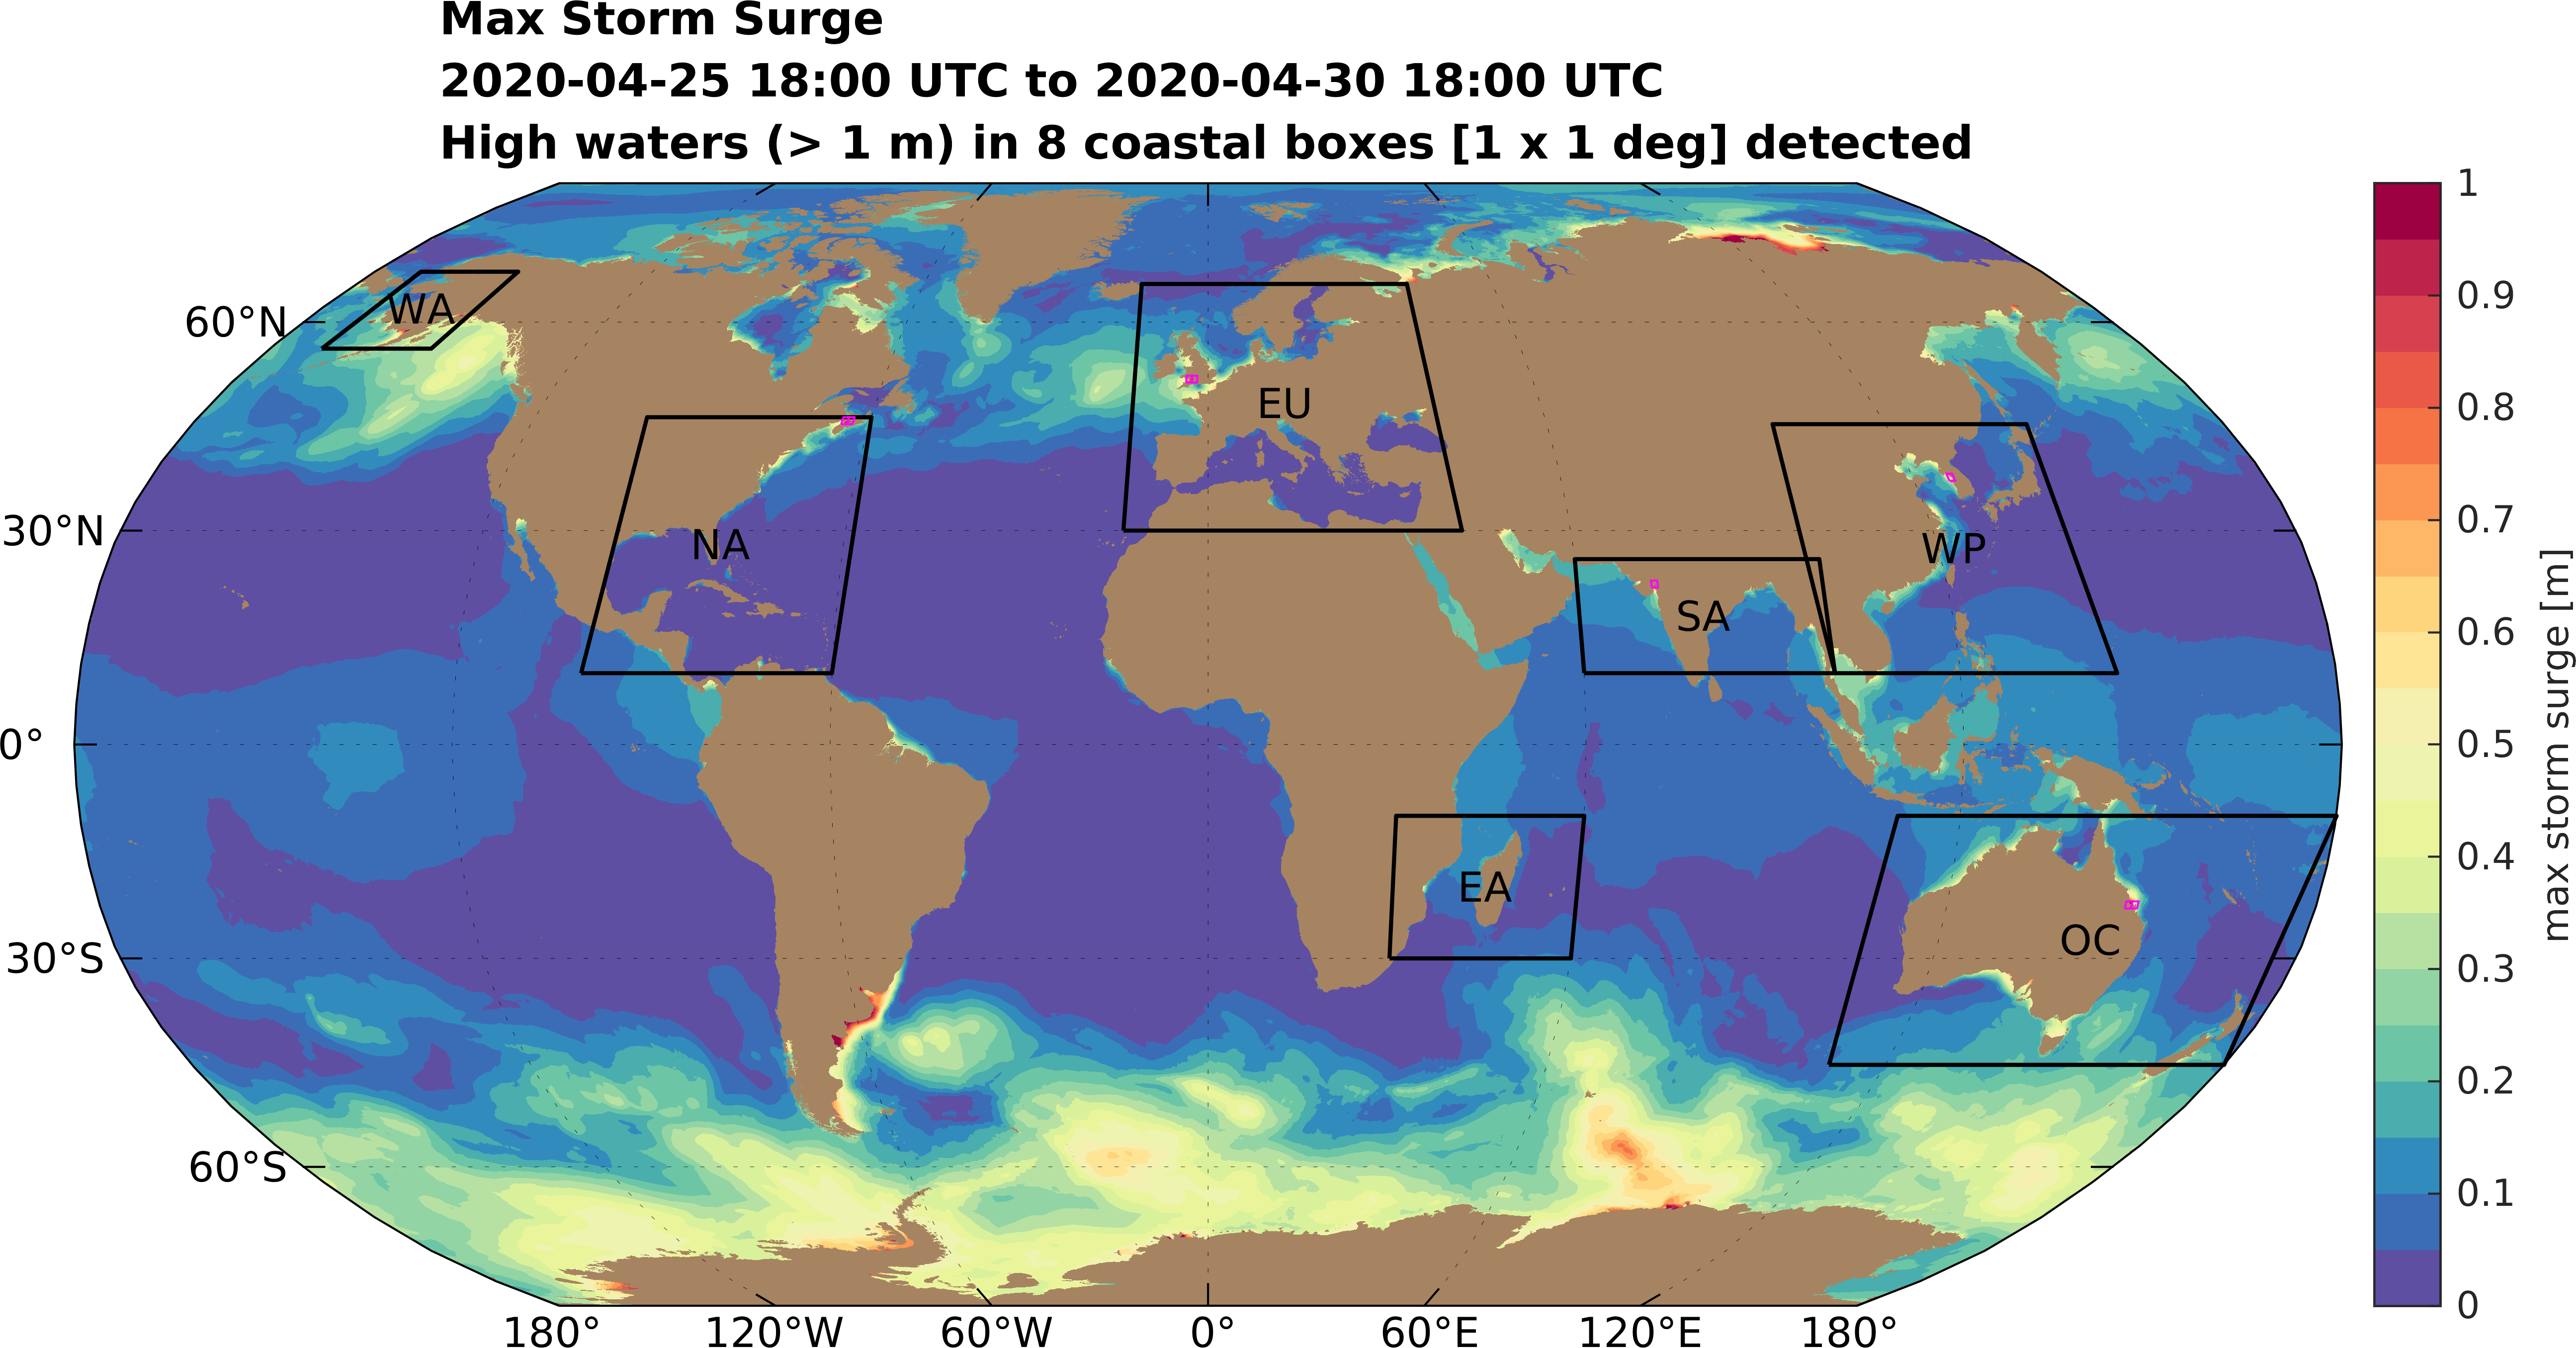 Max Storm Surge
2020-04-25 18:00 UTC to 2020-04-30 18:00 UTC
High waters (> 1 m) in 8 coastal boxes [1 x 1 deg] detected
60°N
30°N
0°
30°S
60°S
WA
NA
EU
SA
WP
EA
OC
180°
120°W
60°W
0°
60°E
120°E
180°
1
0.9
0.8
0.7
0.6
0.5
0.4
0.3
0.2
0.1
0
max storm surge [m]